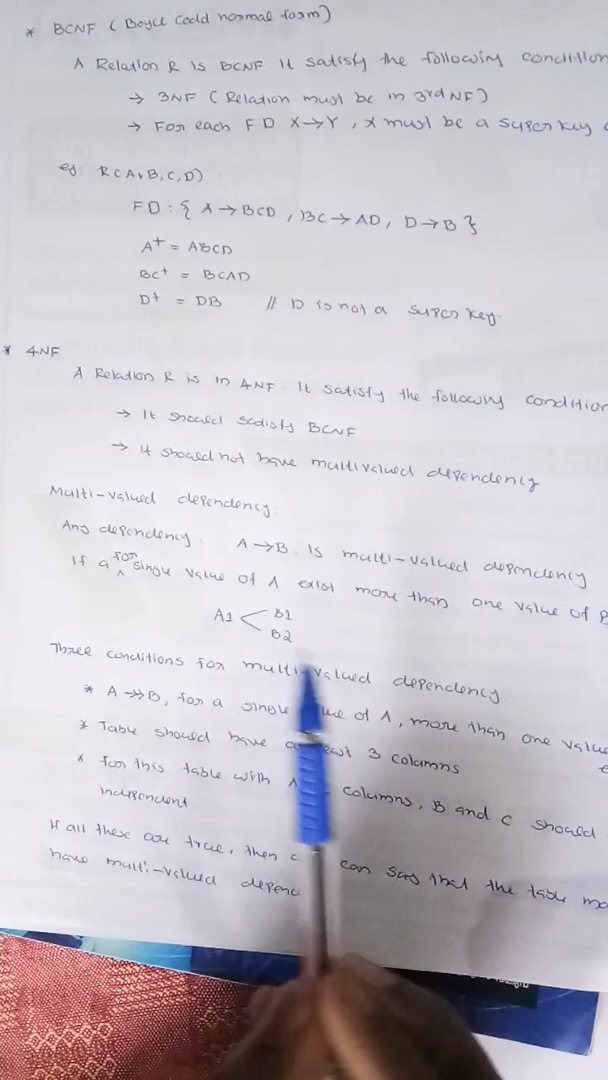 * BCNF ( Boyce Codd normal form)
A Relation R is BCNF It satisfy the following condition
→ 3NF ( Relation must be in 3rd NF )
→ For each FD X→Y , X must be a super key
eg: R(A,B,C,D)
FD : { A → BCD , BC → AD, D → B }
A+ = ABCD
BC+ = BCAD
D+ = DB // D is not a super key.
* 4NF
A Relation R is in 4NF. It satisfy the following condition
→ It should satisfy BCNF
→ It should not have multivalued dependency
Multi-valued dependency:
Any dependency A → B. is multi-valued dependency
If a for single value of A exist more than one value of B
A1 < B1
B2
Three conditions for multi-valued dependency.
* A →→ B, for a single of A, more than one value
* Table should have 3 columns
* for this table with columns, B and C should
independent
If all these are true, then can say that the table
have multi-valued